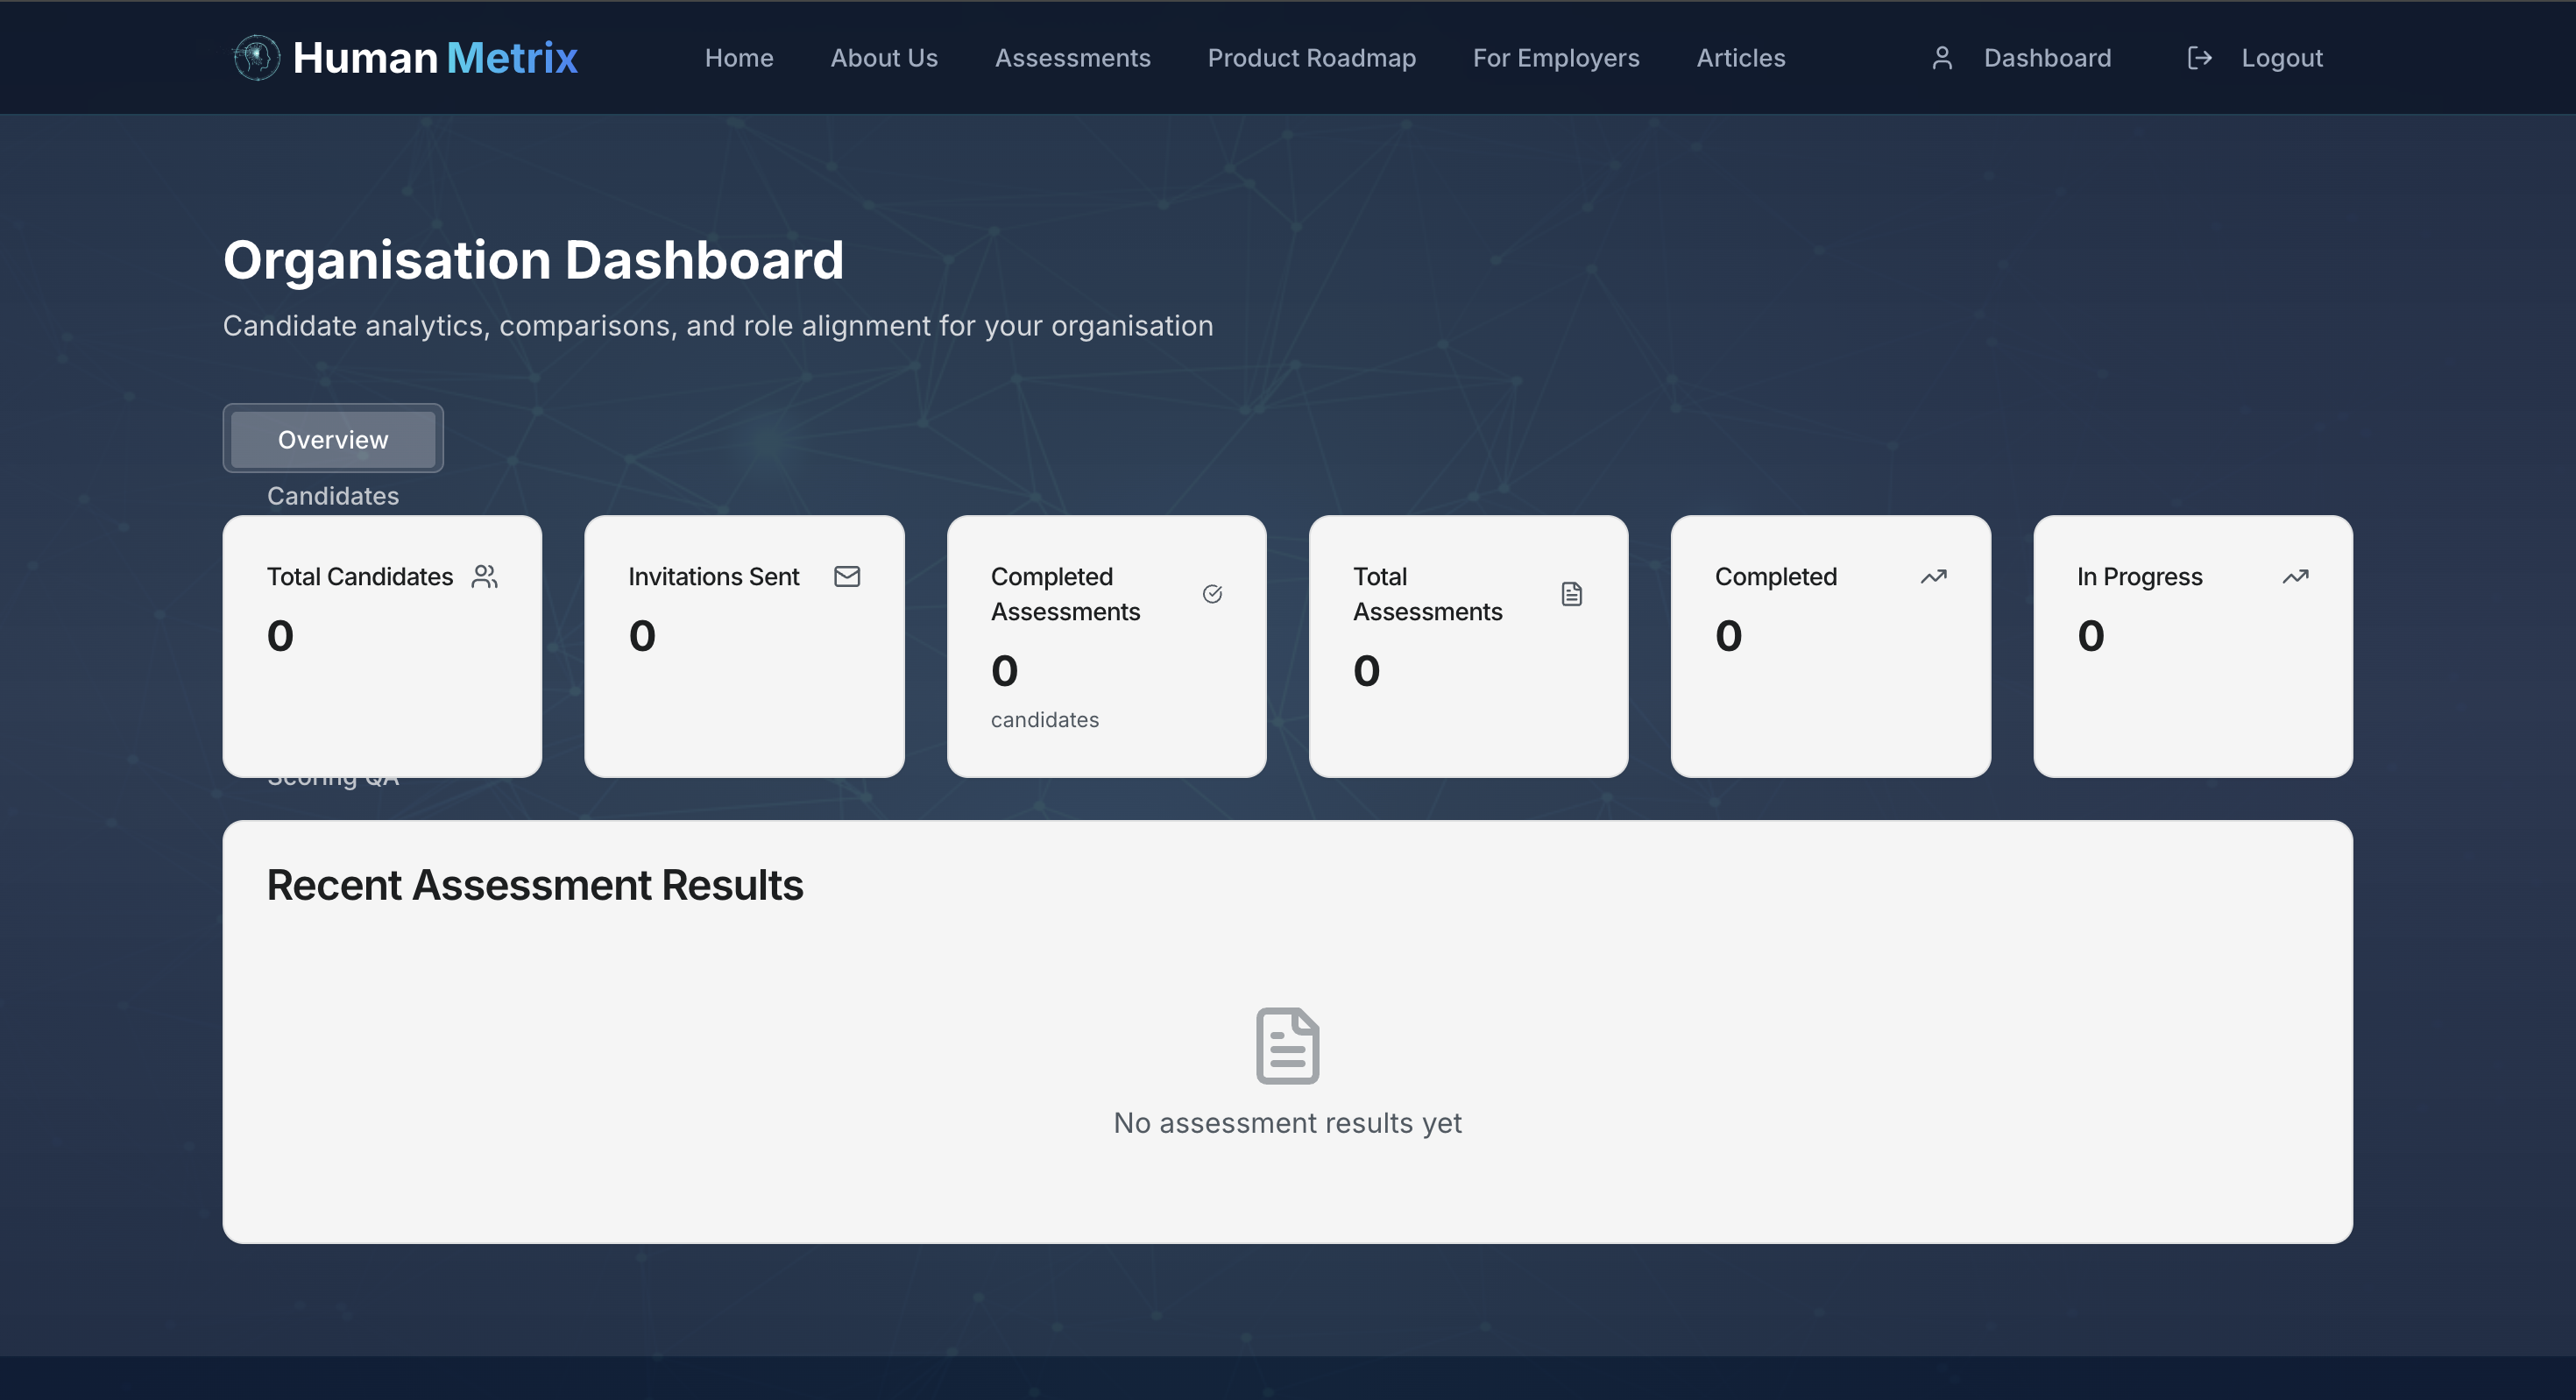 Human Metrix
Home
About Us
Assessments
Product Roadmap
For Employers
Articles
Dashboard
Logout
Organisation Dashboard
Candidate analytics, comparisons, and role alignment for your organisation
Overview
Candidates
Total Candidates
0
Invitations Sent
0
Completed
Assessments
0
candidates
Total
Assessments
0
Completed
0
In Progress
0
Scoring QA
Recent Assessment Results
No assessment results yet